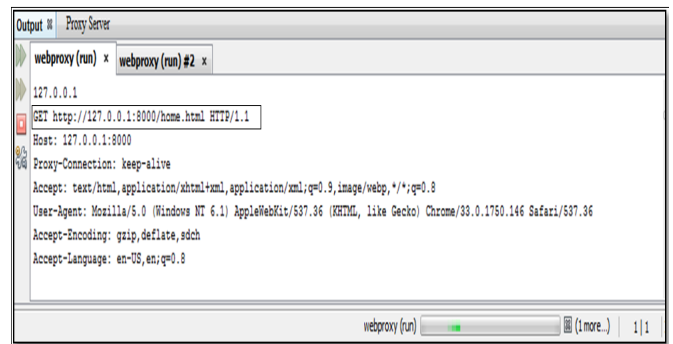 Output Proxy Server
webproxy (run) × webproxy (run) #2 ×
127.0.0.1
GET http://127.0.0.1:8000/home.html HTTP/1.1
Host: 127.0.0.1:8000
Proxy-Connection: keep-alive
Accept: text/html,application/xhtml+xml,application/xml;q=0.9,image/webp,*/*;q=0.8
User-Agent: Mozilla/5.0 (Windows NT 6.1) AppleWebKit/537.36 (KHTML, like Gecko) Chrome/33.0.1750.146 Safari/537.36
Accept-Encoding: gzip,deflate,sdch
Accept-Language: en-US,en;q=0.8
webproxy (run) (1 more...) 1|1